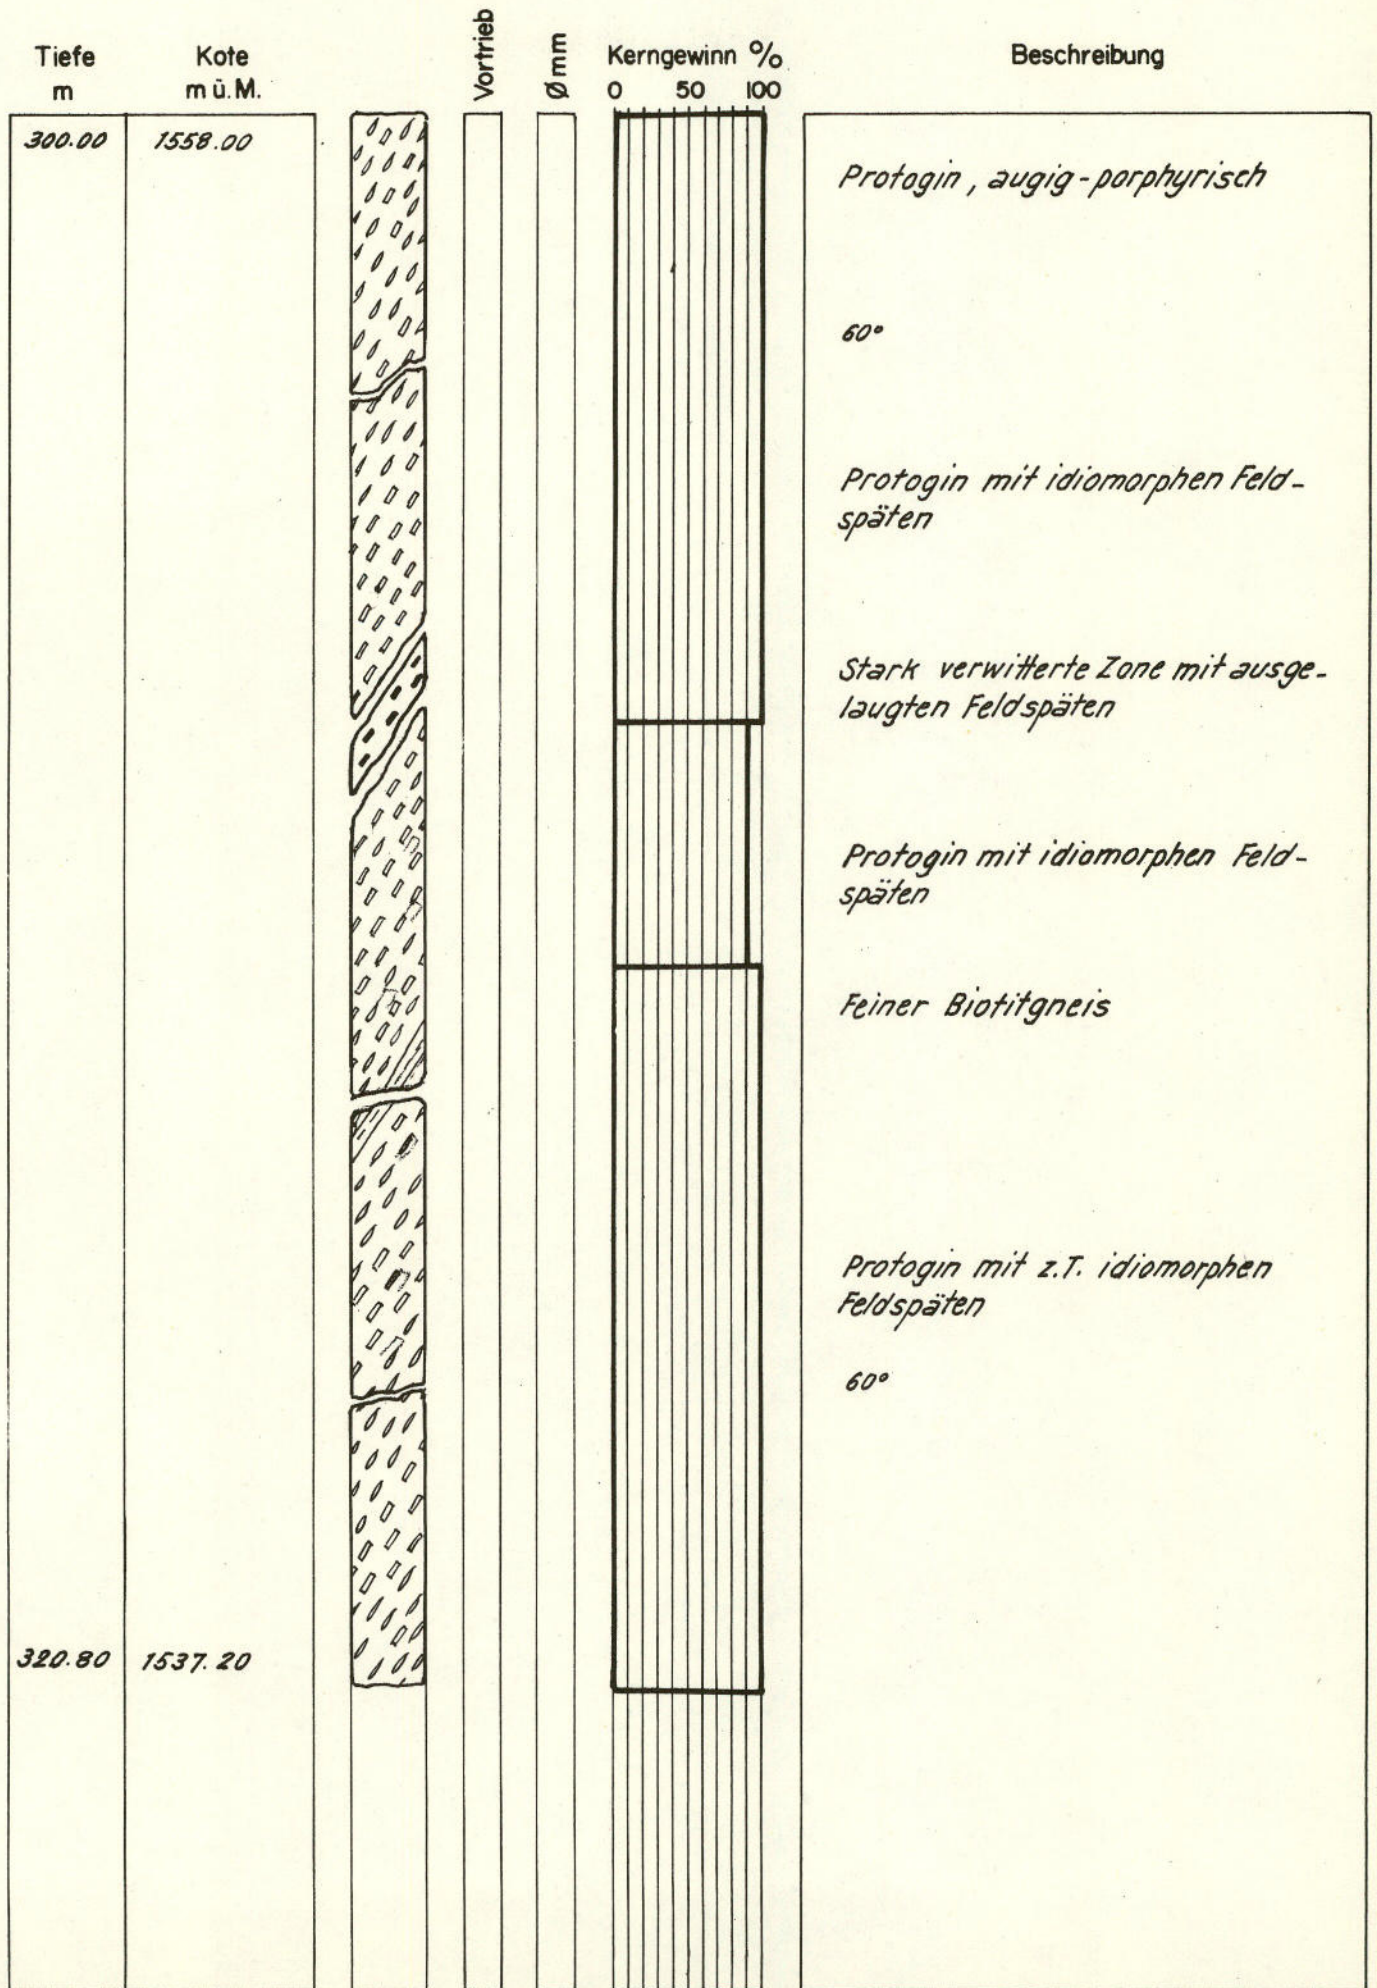 Tiefe
m
Kote
m ü. M.
Vortrieb
Ø mm
Kerngewinn %
0 50 100
Beschreibung
300.00 1558.00
Protogin, augig-porphyrisch
60°
Protogin mit idiomorphen Feld-
späten
Stark verwitterte Zone mit ausge-
laugten Feldspäten
Protogin mit idiomorphen Feld-
späten
Feiner Biotitgneis
Protogin mit z.T. idiomorphen
Feldspäten
60°
320.80 1537.20